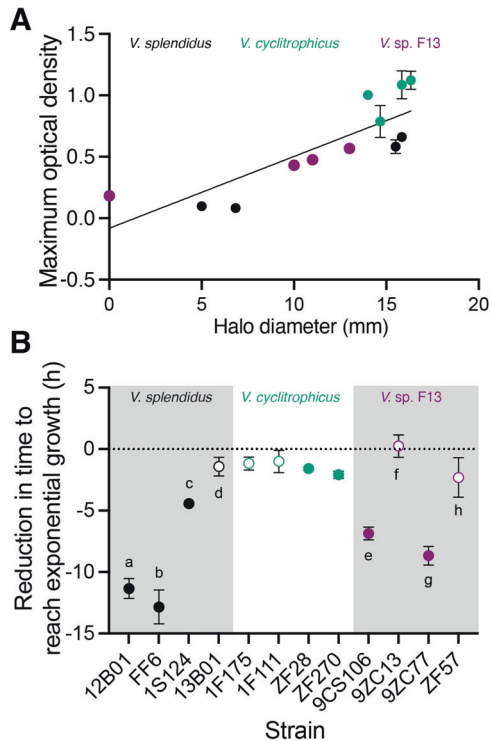 A
V. splendidus V. cyclitrophicus V. sp. F13
Maximum optical density
1.5
1.0
0.5
0.0
-0.5
0 5 10 15 20
Halo diameter (mm)
B
V. splendidus V. cyclitrophicus V. sp. F13
Reduction in time to
reach exponential growth (h)
5
0
-5
-10
-15
a b c d e f g h
12B01 FF6 1S124 13B01 1F175 1F111 ZF28 ZF270 9CS106 9ZC13 9ZC77 ZF57
Strain